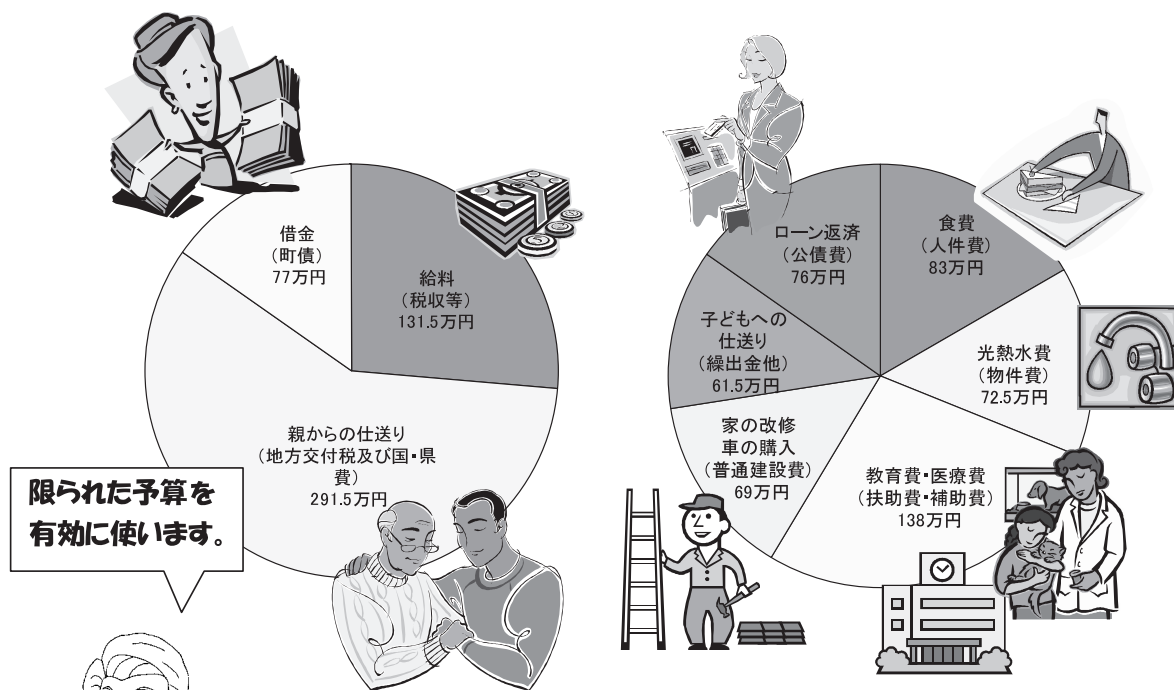 借金
（町債）
77万円
給料
（税収等）
131.5万円
親からの仕送り
（地方交付税及び国・県
費）
291.5万円
限られた予算を
有効に使います。
ローン返済
（公債費）
76万円
食費
（人件費）
83万円
子どもへの
仕送り
（繰出金他）
61.5万円
光熱水費
（物件費）
72.5万円
家の改修
車の購入
（普通建設費）
69万円
教育費・医療費
（扶助費・補助費）
138万円